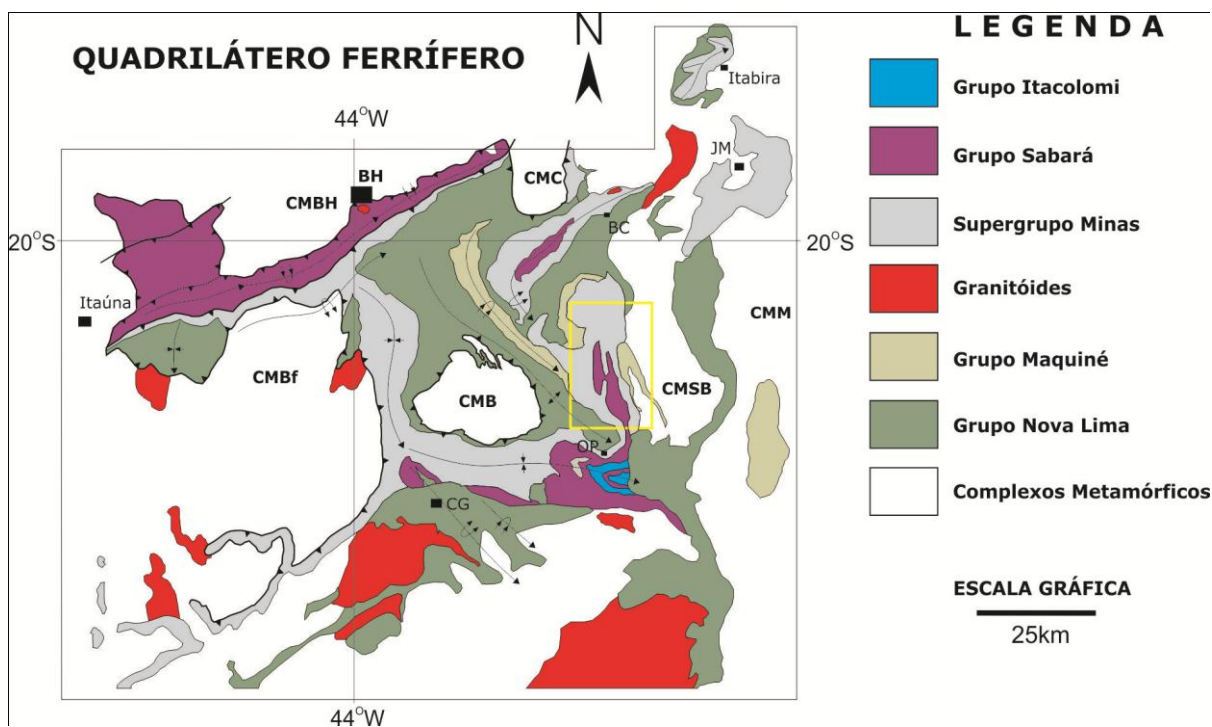 QUADRILÁTERO FERRÍFERO
N
44°W
20°S
20°S
44°W
Itabira
JM
BH
CMBH
CMC
BC
Itaúna
CMM
CMBf
CMB
CMSB
OP
CG
LEGENDA
Grupo Itacolomi
Grupo Sabará
Supergrupo Minas
Granitóides
Grupo Maquiné
Grupo Nova Lima
Complexos Metamórficos
ESCALA GRÁFICA
25km